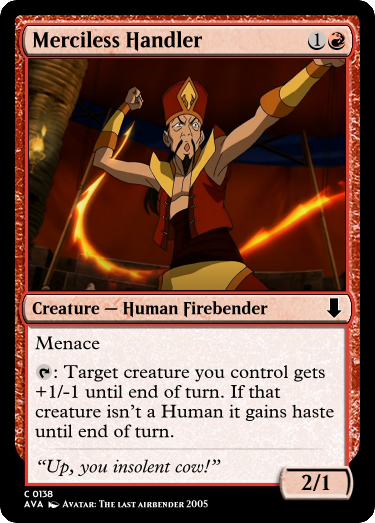 Merciless Handler 1
Creature — Human Firebender
Menace
: Target creature you control gets
+1/-1 until end of turn. If that
creature isn't a Human it gains haste
until end of turn.
“Up, you insolent cow!”
2/1
C 0138
AVA Avatar: The last airbender 2005